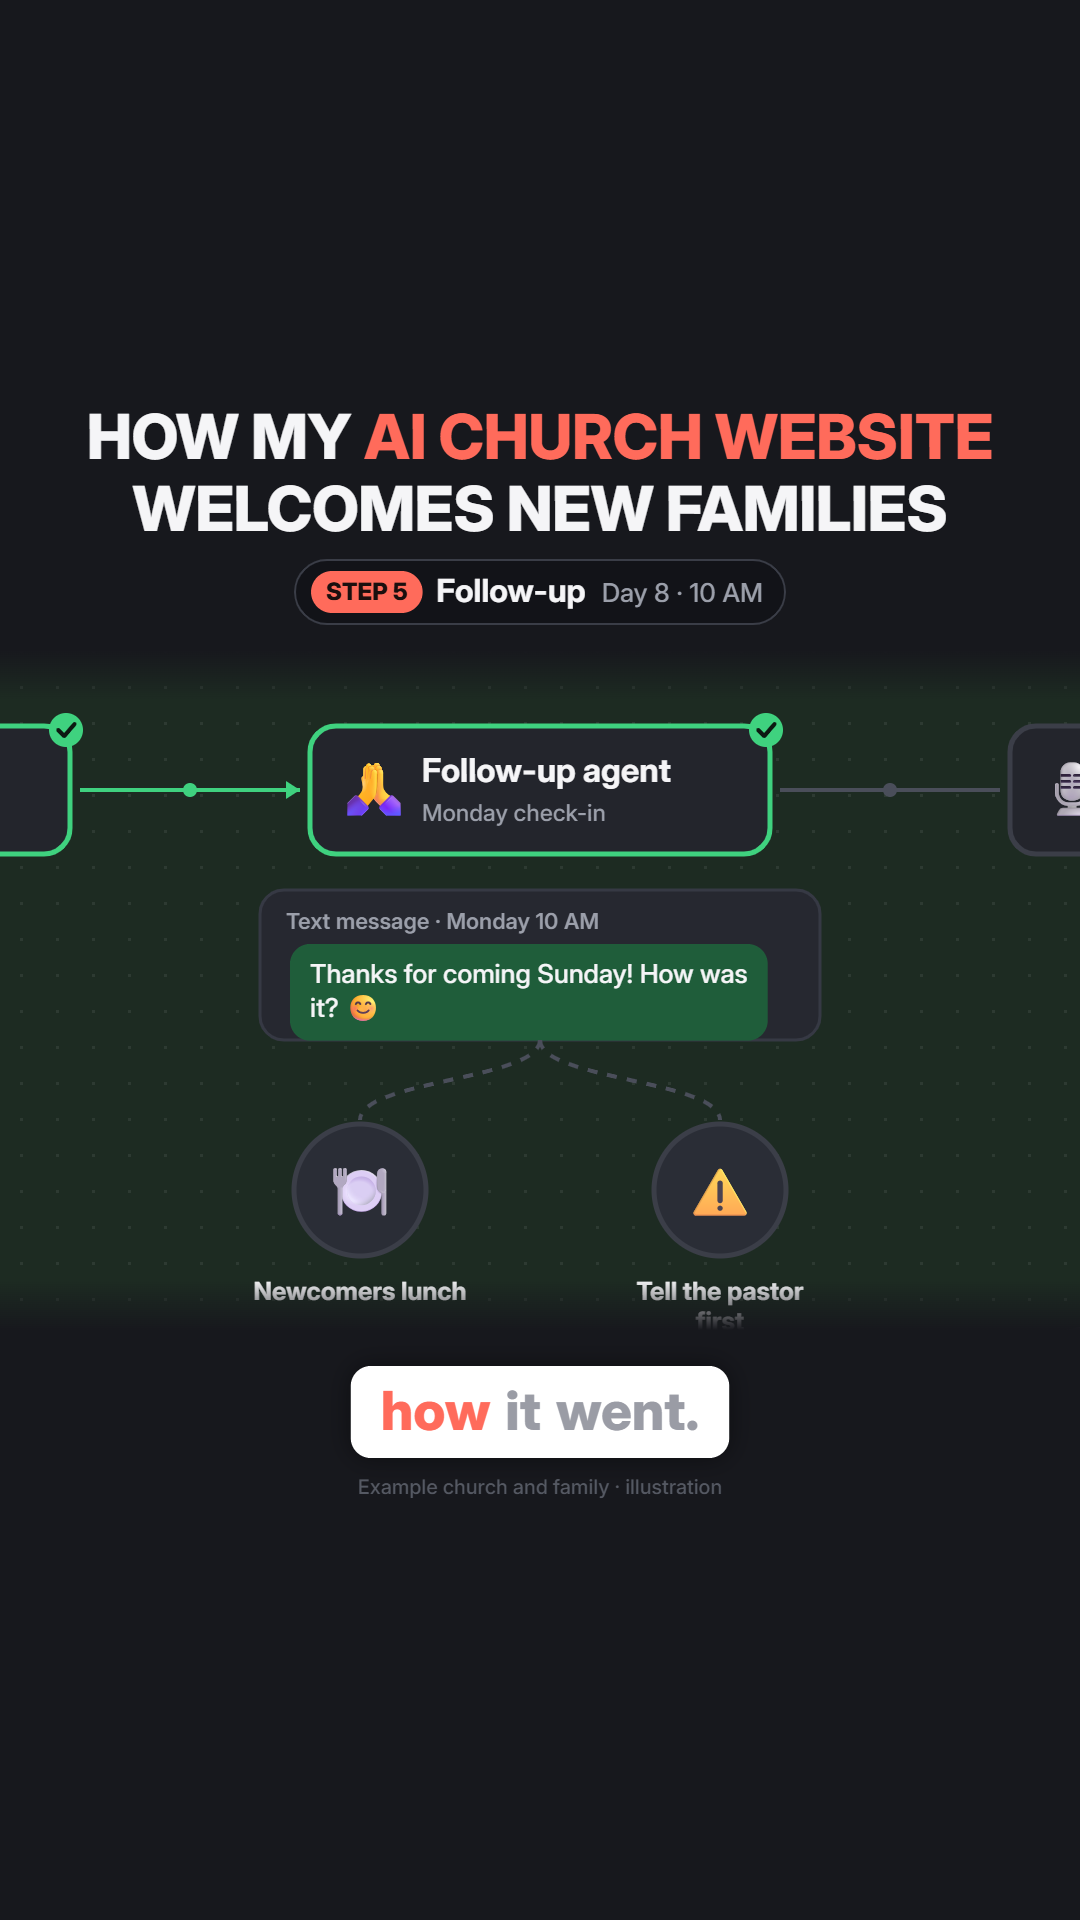 HOW MY AI CHURCH WEBSITE
WELCOMES NEW FAMILIES
STEP 5 Follow-up Day 8 · 10 AM
Follow-up agent
Monday check-in
Text message · Monday 10 AM
Thanks for coming Sunday! How was
it? 😊
Newcomers lunch
Tell the pastor
first
how it went.
Example church and family · illustration